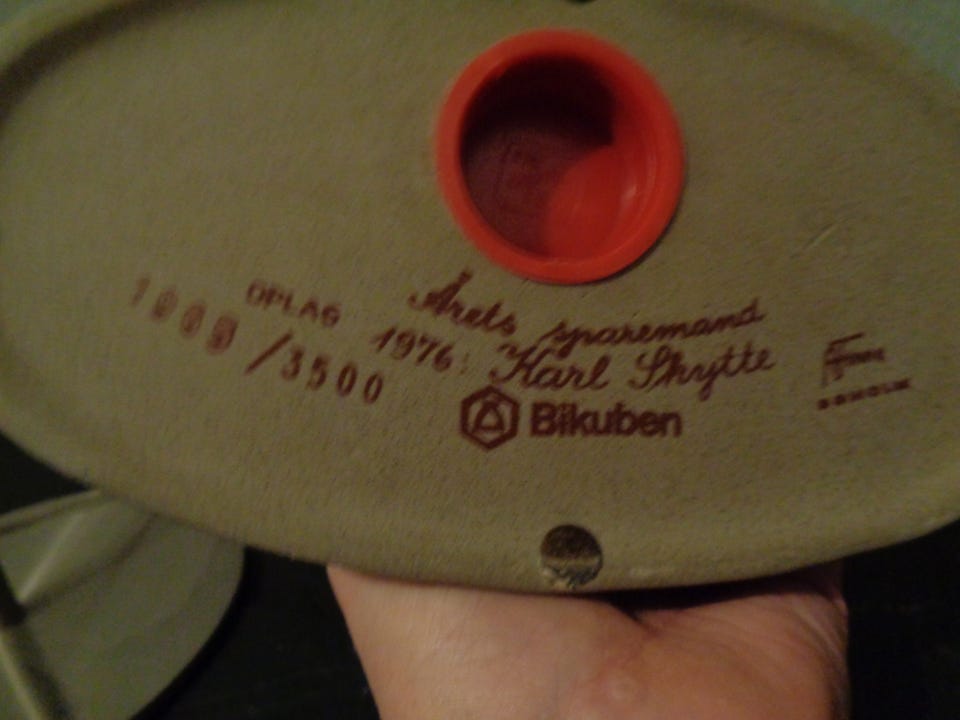 OPLAG
/3500
Årets sparemand
1976: Karl Skytte
Bikuben